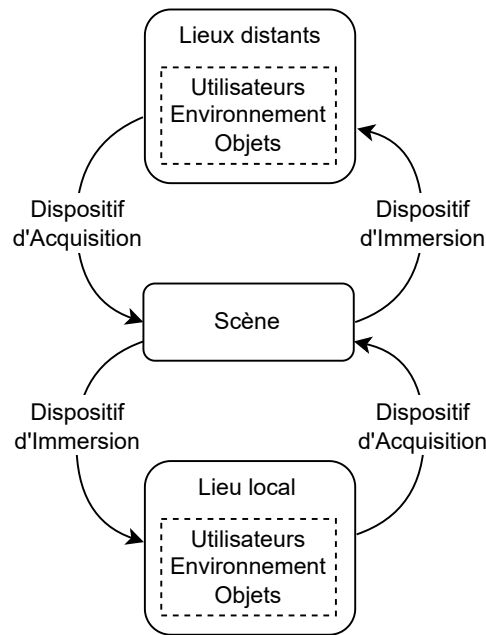 Lieux distants
Utilisateurs
Environnement
Objets
Dispositif
d'Acquisition
Dispositif
d'Immersion
Scène
Dispositif
d'Immersion
Dispositif
d'Acquisition
Lieu local
Utilisateurs
Environnement
Objets